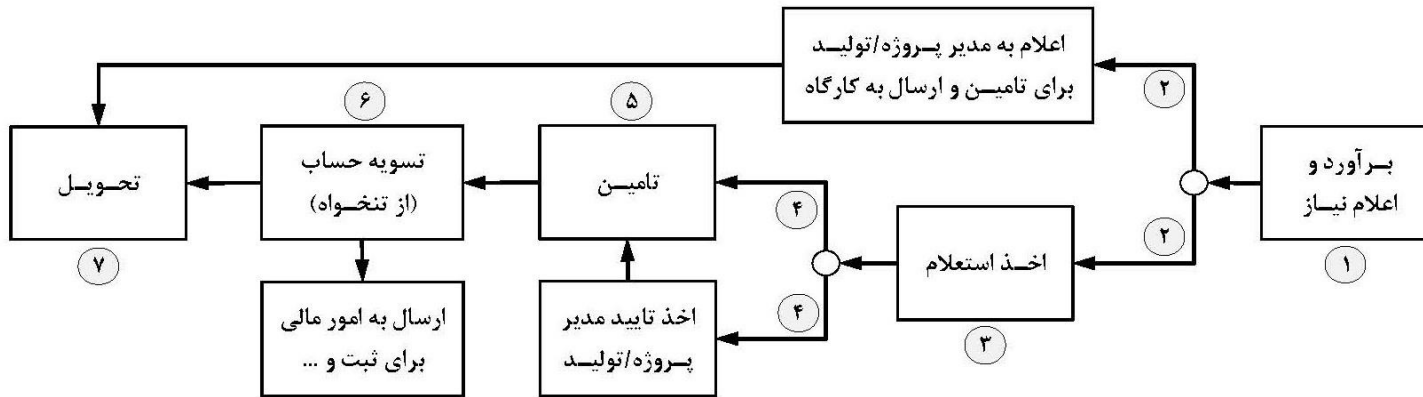 برآورد و
اعلام نیاز
۱
۲
اعلام به مدیر پروژه/تولید
برای تامین و ارسال به کارگاه
۲
اخذ استعلام
۳
۴
تامین
۵
۴
اخذ تایید مدیر
پروژه/تولید
۶
تسویه حساب
(از تنخواه)
ارسال به امور مالی
برای ثبت و ...
تحویل
۷